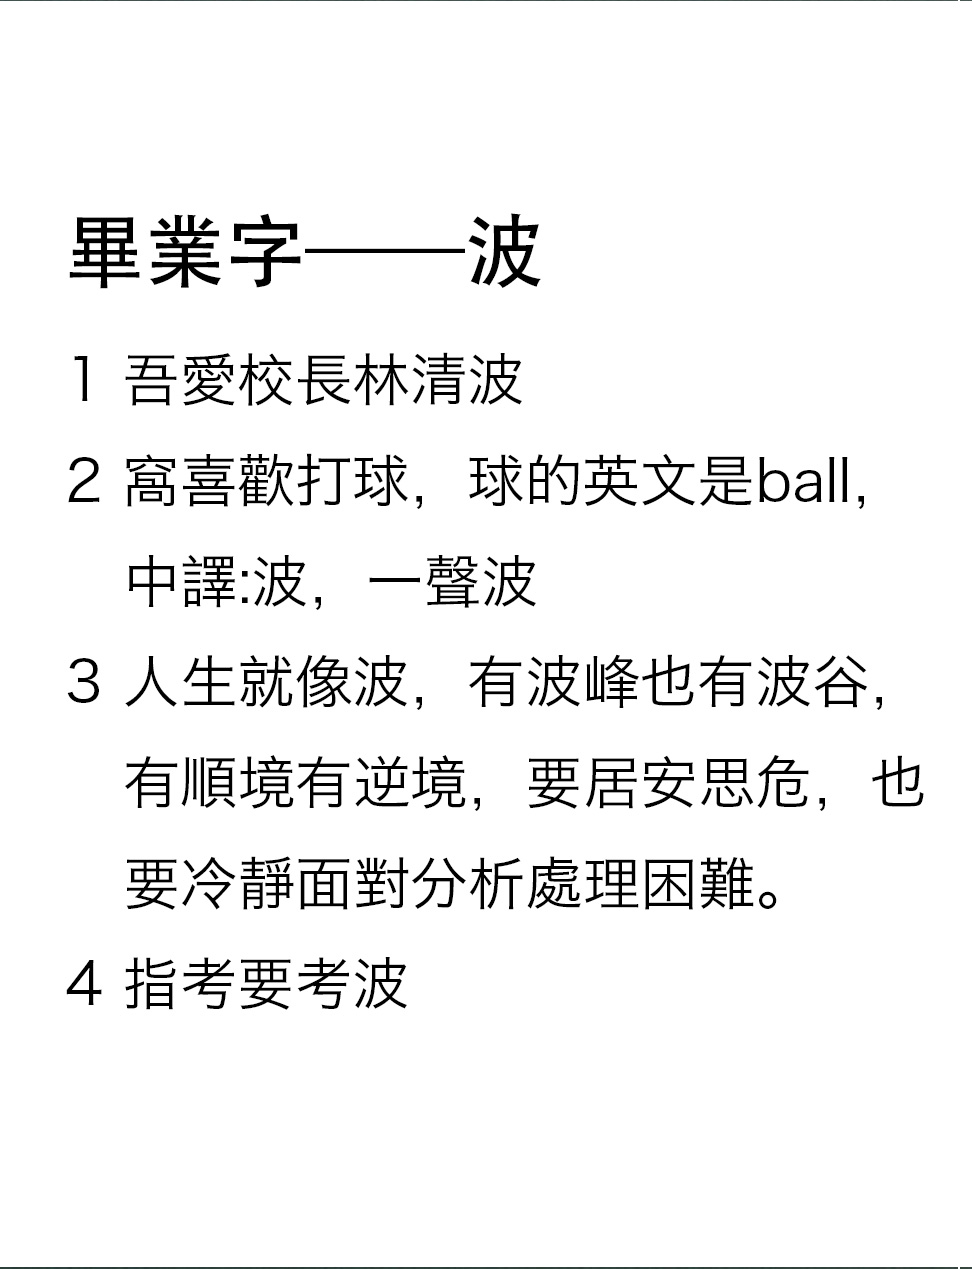 畢業字——波
1 吾愛校長林清波
2 窩喜歡打球，球的英文是ball，
中譯:波，一聲波
3 人生就像波，有波峰也有波谷，
有順境有逆境，要居安思危，也
要冷靜面對分析處理困難。
4 指考要考波